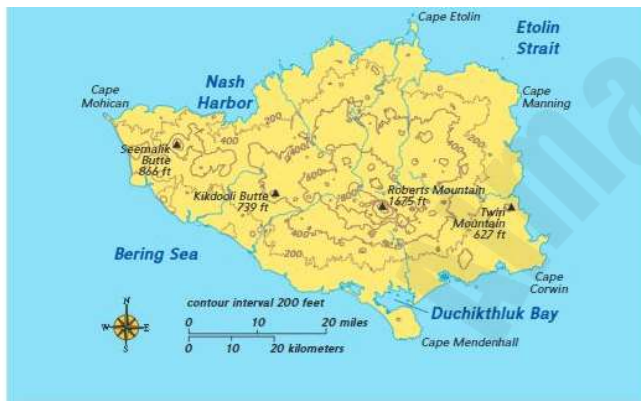 Cape Etolin
Etolin
Strait
Nash
Harbor
Cape
Mohican
Cape
Manning
200
400
200
400
200
Seemalik
Butte
866 ft
600
Kikdooli Butte
739 ft
Roberts Mountain
1675 ft
Twin
Mountain
627 ft
400
200
Bering Sea
Cape
Corwin
N
W
E
S
contour interval 200 feet
0 10 20 miles
0 10 20 kilometers
Duchikthluk Bay
Cape Mendenhall